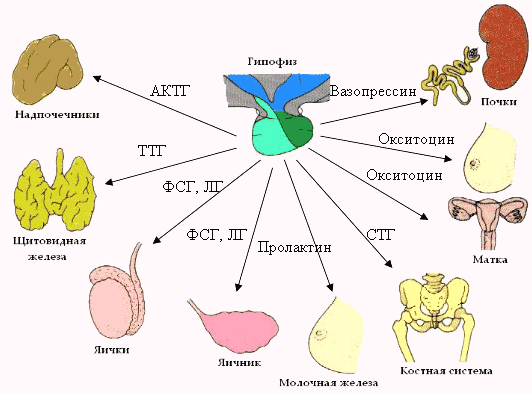 Гипофиз
АКТГ
Вазопрессин
Надпочечники
Почки
ТТГ
Окситоцин
Окситоцин
ФСГ, ЛГ
Щитовидная
железа
ФСГ, ЛГ
Пролактин
СТГ
Матка
Яички
Яичник
Молочная железа
Костная система